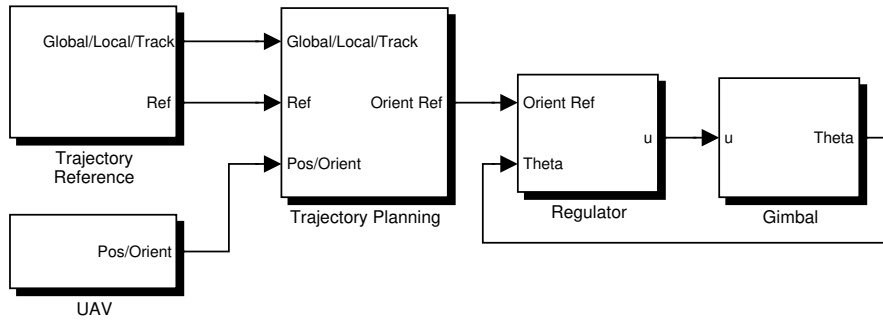 Global/Local/Track
Ref
Trajectory
Reference
Pos/Orient
UAV
Global/Local/Track
Ref
Orient Ref
Pos/Orient
Trajectory Planning
Orient Ref
u
Theta
Regulator
u
Theta
Gimbal